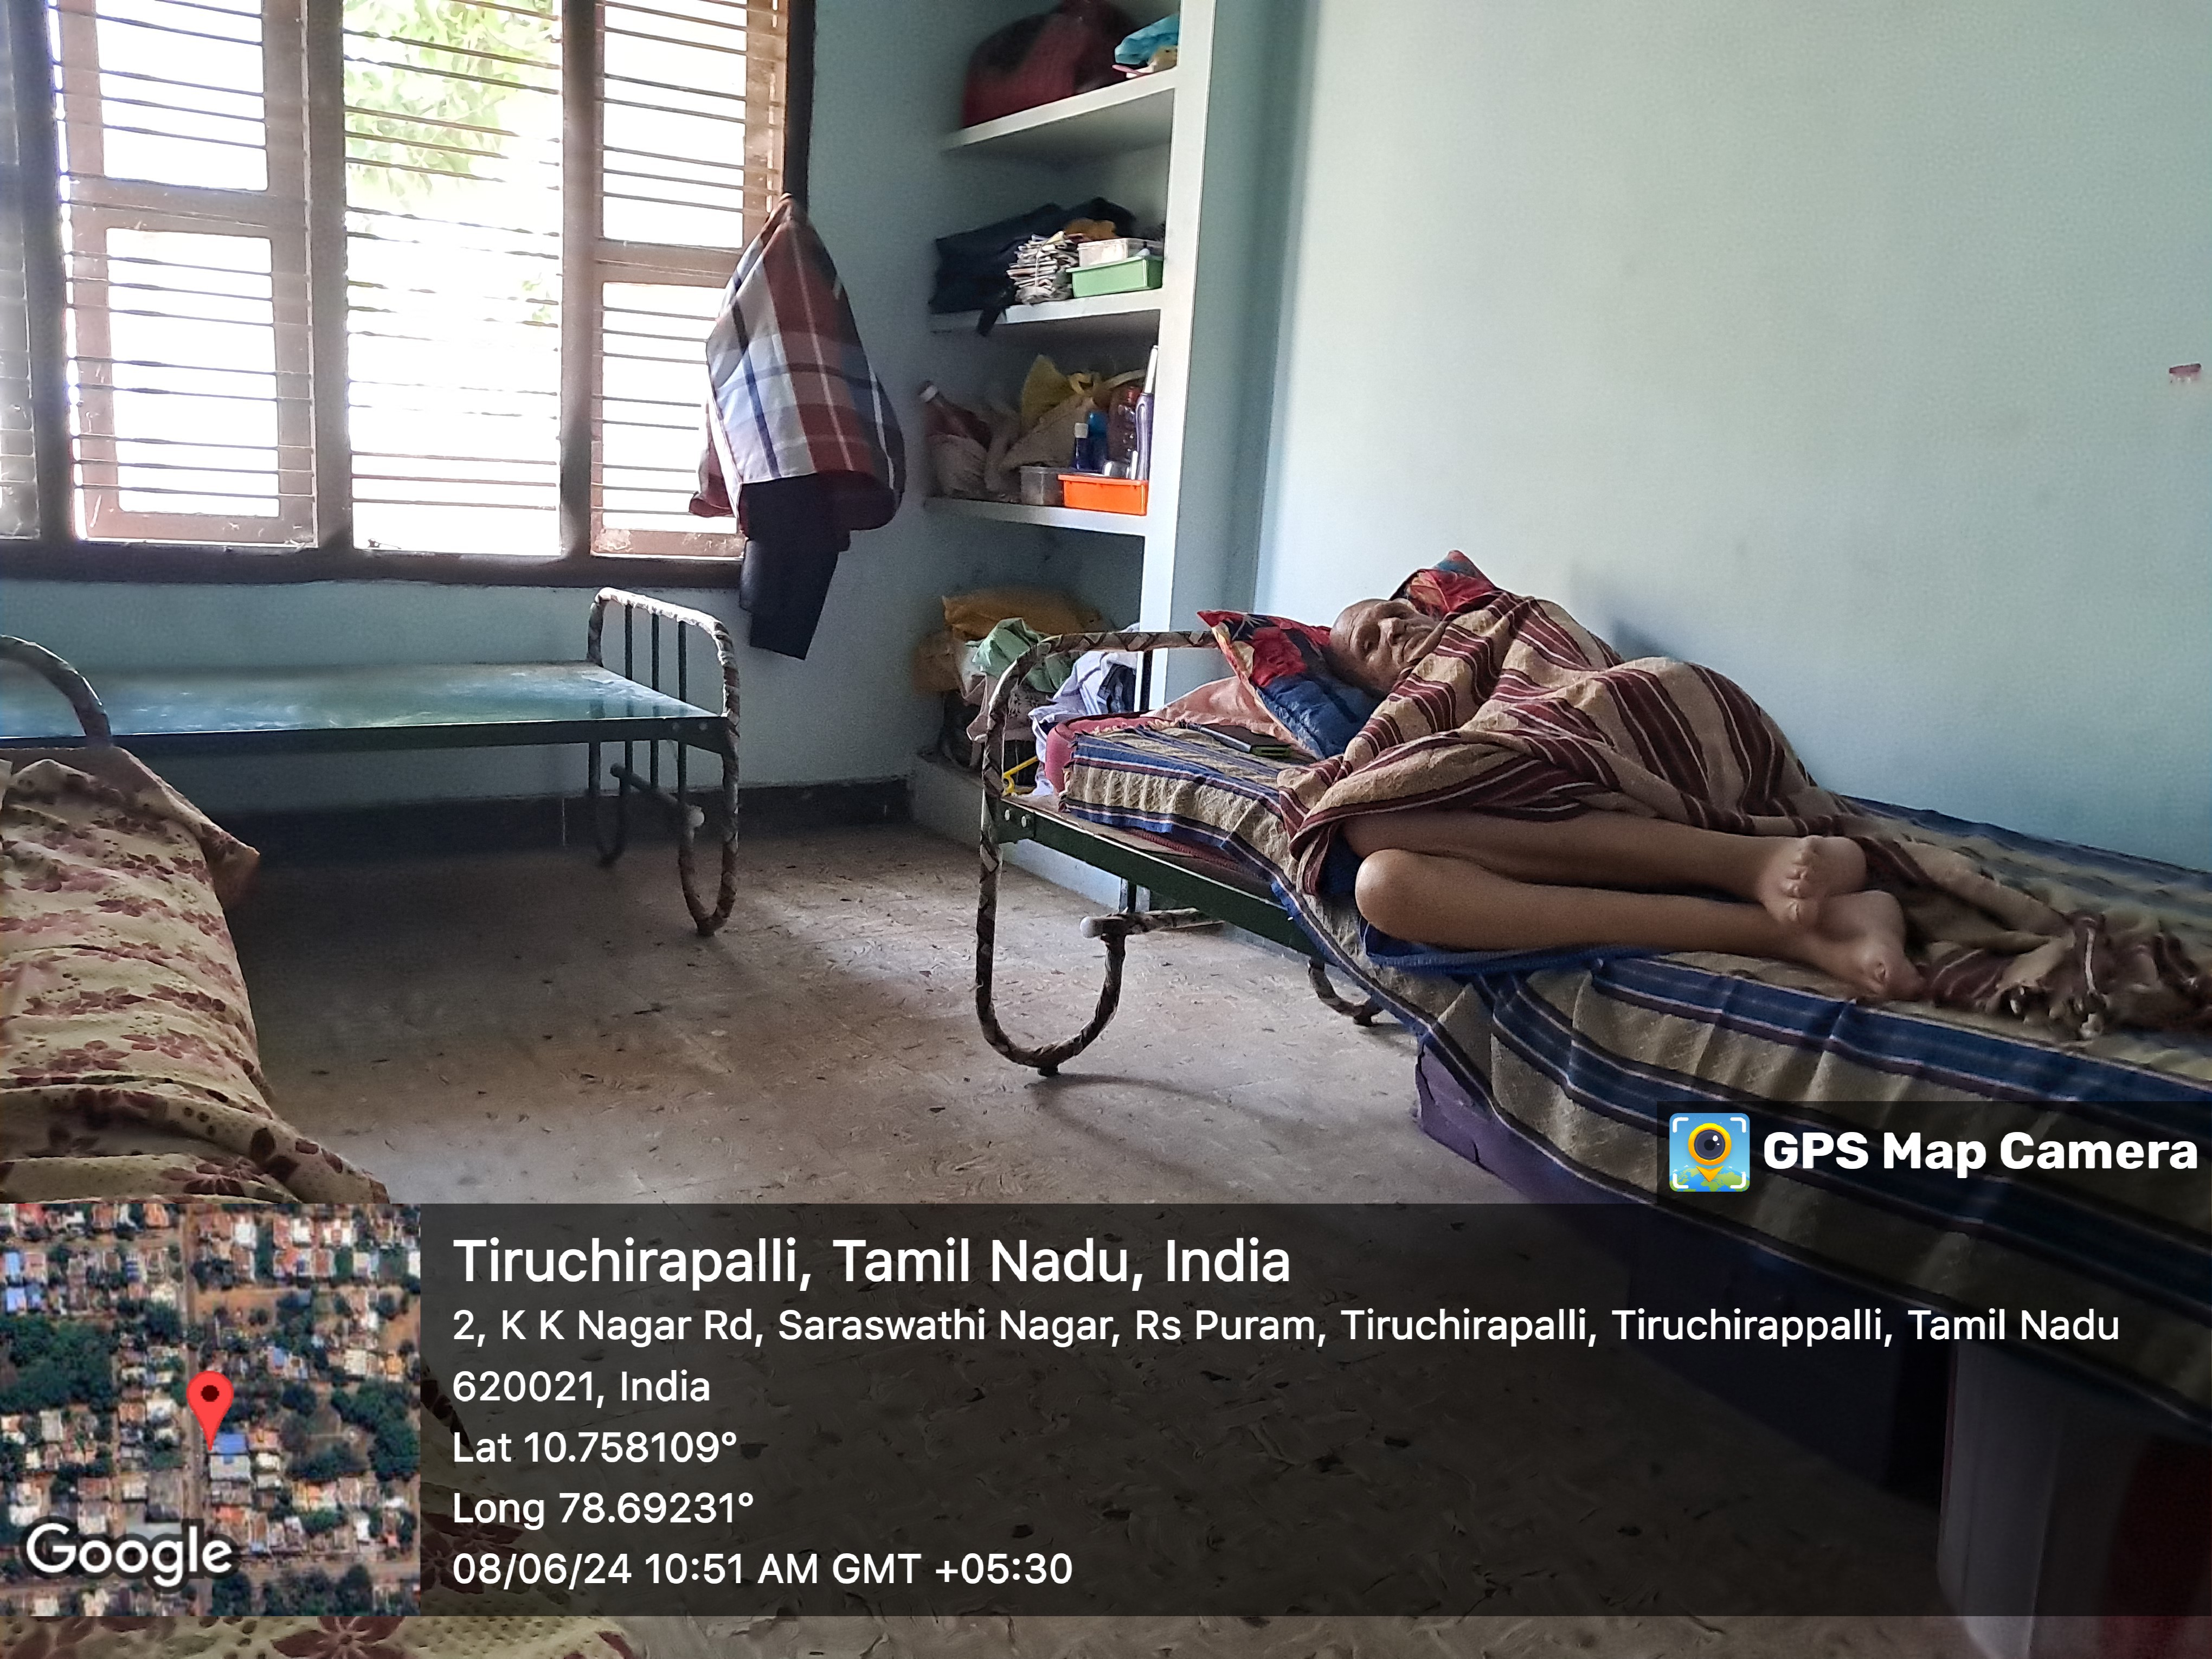 GPS Map Camera
Tiruchirapalli, Tamil Nadu, India
2, K K Nagar Rd, Saraswathi Nagar, Rs Puram, Tiruchirapalli, Tiruchirappalli, Tamil Nadu
620021, India
Lat 10.758109°
Long 78.69231°
08/06/24 10:51 AM GMT +05:30
Google